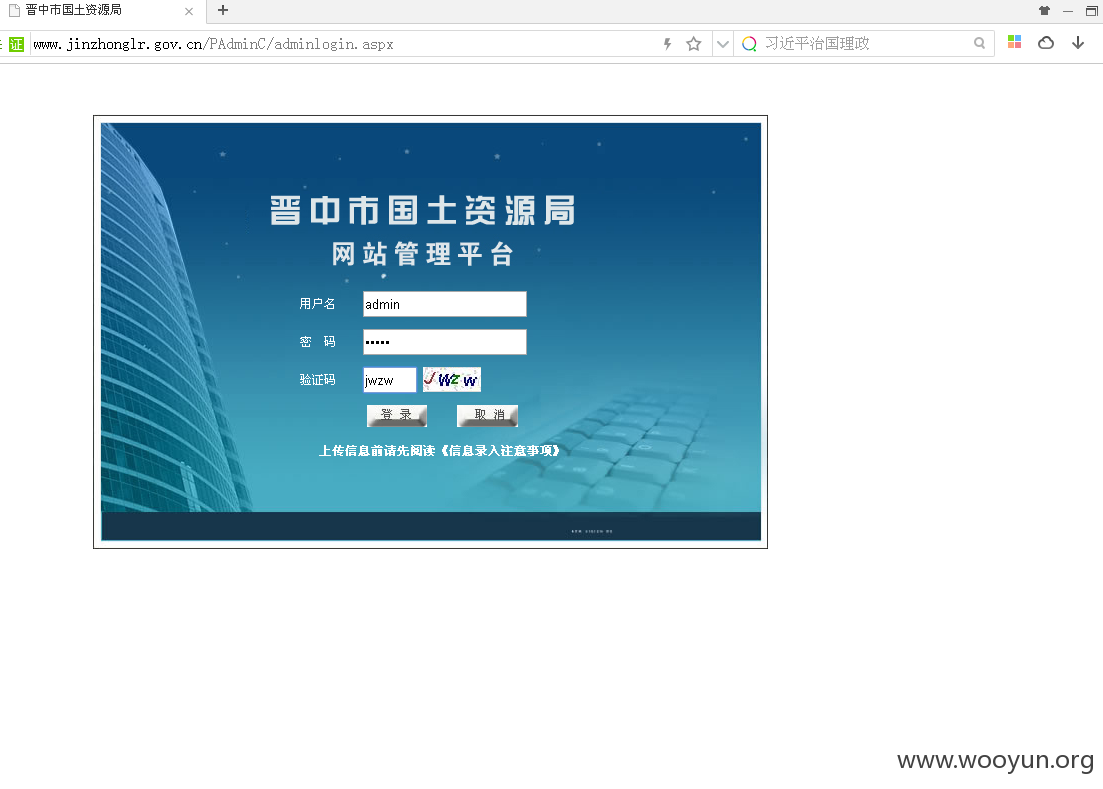 晋中市国土资源局
证 www.jinzhonglr.gov.cn/PAdminC/adminlogin.aspx 习近平治国理政
晋中市国土资源局
网站管理平台
用户名 admin
密 码 •••••
验证码 jwzw JWzw
登 录 取 消
上传信息前请先阅读《信息录入注意事项》
www.wooyun.org